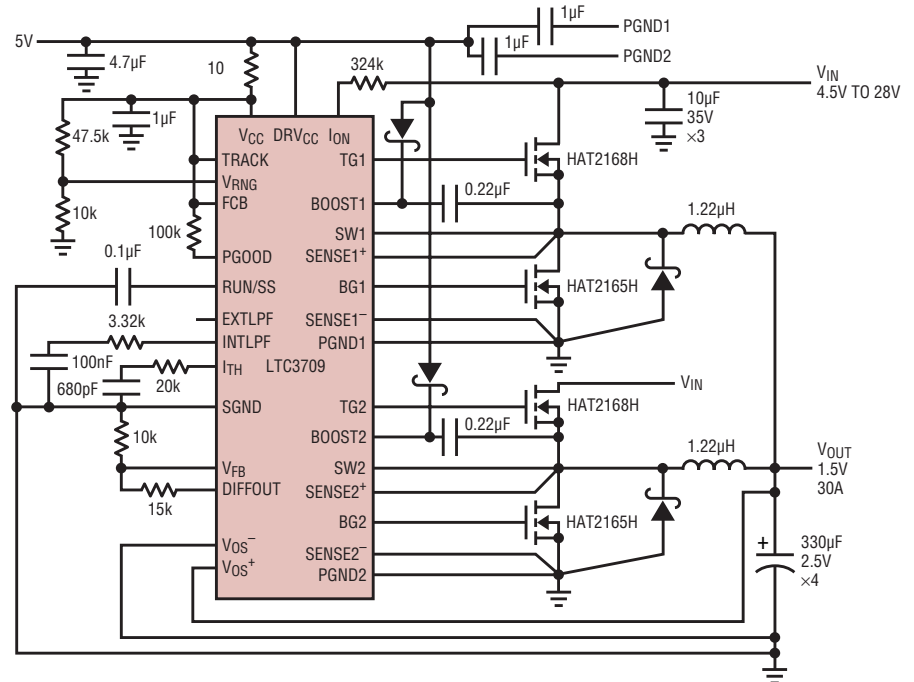 1µF
PGND1
1µF
PGND2
5V
4.7µF
10
324k
VIN
4.5V TO 28V
10µF
35V
×3
1µF
47.5k
VCC
DRVCC
ION
TRACK
TG1
HAT2168H
VRNG
0.22µF
FCB
BOOST1
10k
1.22µH
100k
SW1
PGOOD
SENSE1+
0.1µF
RUN/SS
BG1
HAT2165H
3.32k
EXTLPF
SENSE1−
INTLPF
PGND1
100nF
ITH
LTC3709
680pF
20k
VIN
SGND
TG2
HAT2168H
0.22µF
10k
BOOST2
1.22µH
VOUT
1.5V
30A
VFB
SW2
DIFFOUT
SENSE2+
15k
BG2
HAT2165H
VOS−
SENSE2−
VOS+
PGND2
+
330µF
2.5V
×4